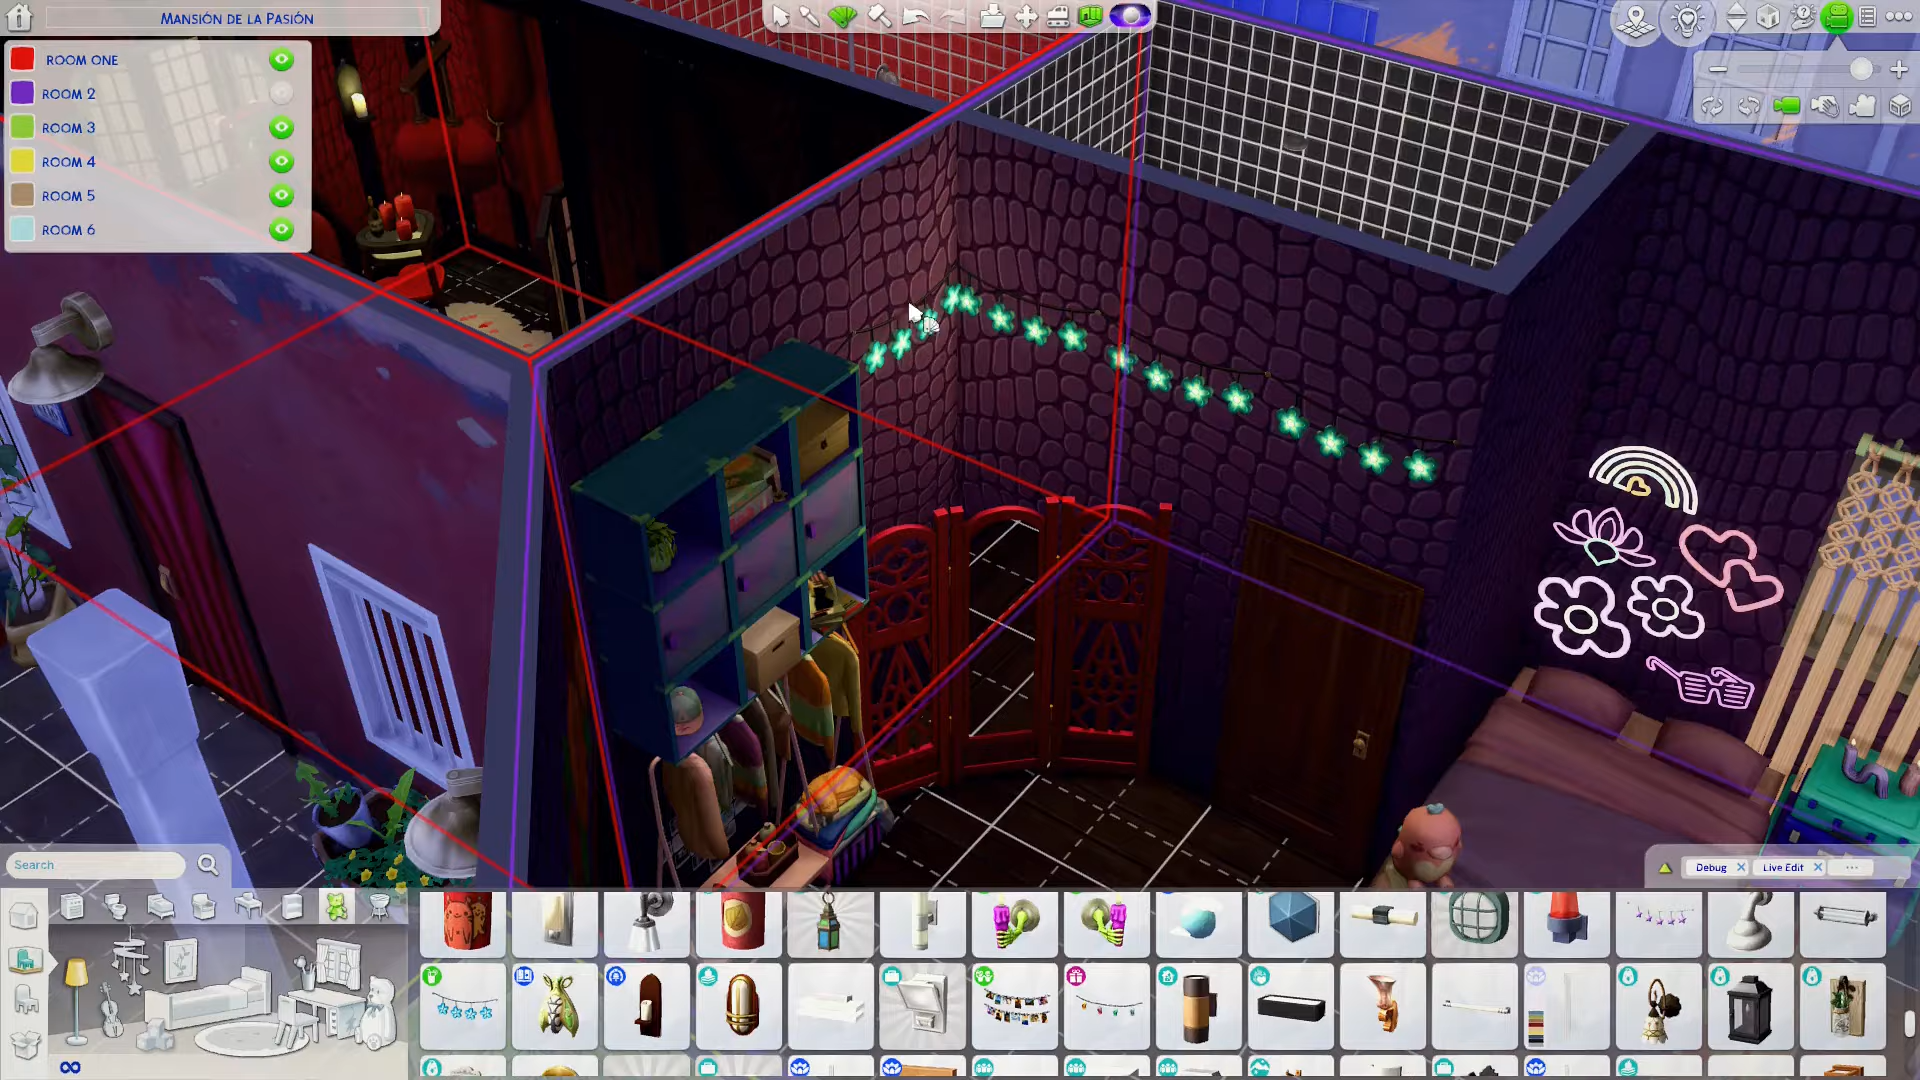 MANSIÓN DE LA PASIÓN
ROOM ONE
ROOM 2
ROOM 3
ROOM 4
ROOM 5
ROOM 6
Search
Debug
Live Edit